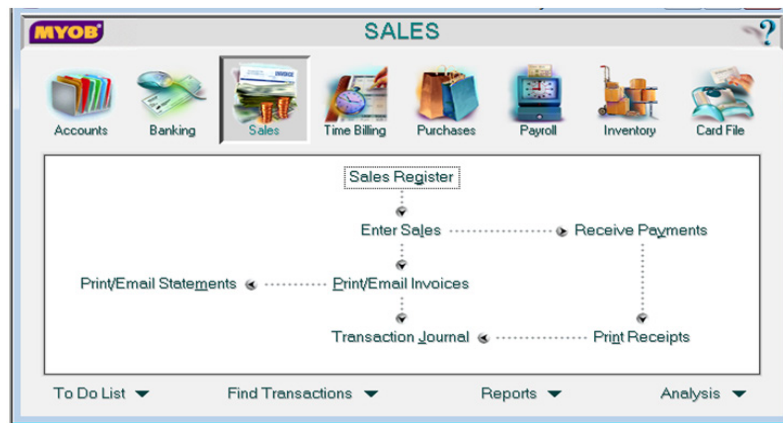 MYOB SALES ?
Accounts Banking Sales Time Billing Purchases Payroll Inventory Card File
Sales Register
Enter Sales Receive Payments
Print/Email Statements Print/Email Invoices
Transaction Journal Print Receipts
To Do List Find Transactions Reports Analysis